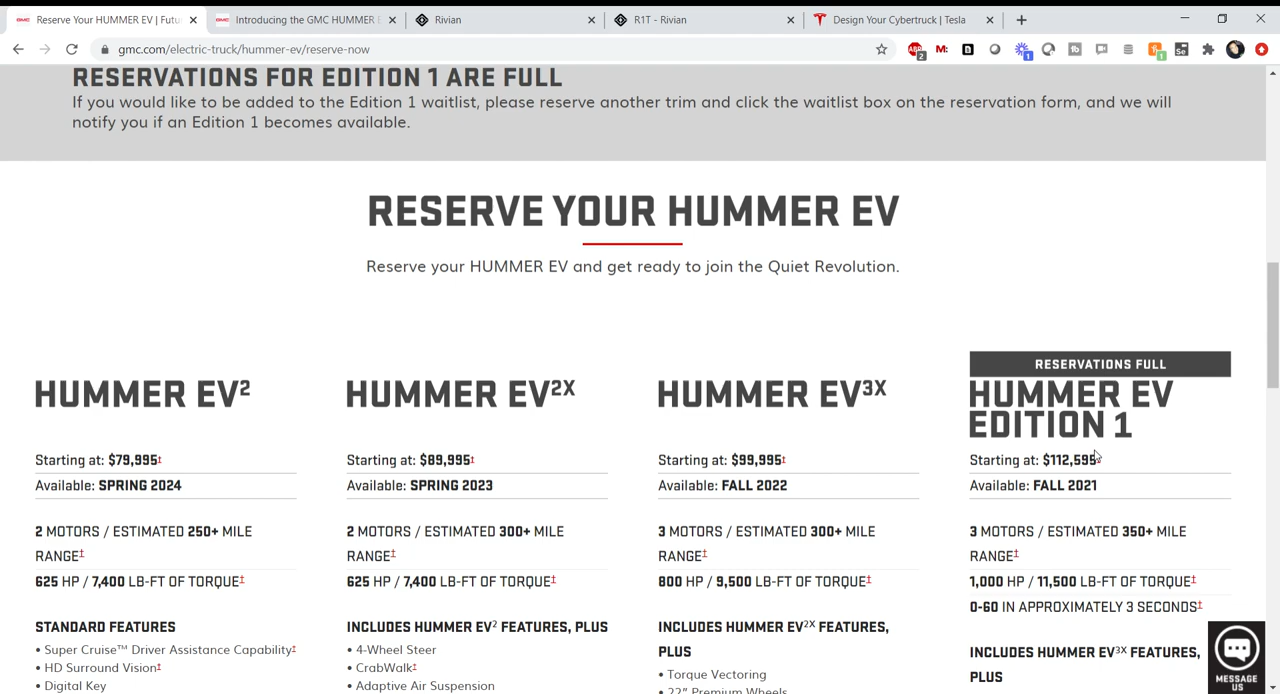 Reserve Your HUMMER EV | Futu
Introducing the GMC HUMMER E
Rivian
R1T - Rivian
Design Your Cybertruck | Tesla
gmc.com/electric-truck/hummer-ev/reserve-now
RESERVATIONS FOR EDITION 1 ARE FULL
If you would like to be added to the Edition 1 waitlist, please reserve another trim and click the waitlist box on the reservation form, and we will
notify you if an Edition 1 becomes available.
RESERVE YOUR HUMMER EV
Reserve your HUMMER EV and get ready to join the Quiet Revolution.
HUMMER EV²
Starting at: $79,995‡
Available: SPRING 2024
2 MOTORS / ESTIMATED 250+ MILE
RANGE‡
625 HP / 7,400 LB-FT OF TORQUE‡
STANDARD FEATURES
• Super Cruise™ Driver Assistance Capability‡
• HD Surround Vision‡
• Digital Key
HUMMER EV2X
Starting at: $89,995‡
Available: SPRING 2023
2 MOTORS / ESTIMATED 300+ MILE
RANGE‡
625 HP / 7,400 LB-FT OF TORQUE‡
INCLUDES HUMMER EV² FEATURES, PLUS
• 4-Wheel Steer
• CrabWalk‡
• Adaptive Air Suspension
HUMMER EV3X
Starting at: $99,995‡
Available: FALL 2022
3 MOTORS / ESTIMATED 300+ MILE
RANGE‡
800 HP / 9,500 LB-FT OF TORQUE‡
INCLUDES HUMMER EV2X FEATURES,
PLUS
• Torque Vectoring
• 22" Premium Wheels
RESERVATIONS FULL
HUMMER EV
EDITION 1
Starting at: $112,595‡
Available: FALL 2021
3 MOTORS / ESTIMATED 350+ MILE
RANGE‡
1,000 HP / 11,500 LB-FT OF TORQUE‡
0-60 IN APPROXIMATELY 3 SECONDS‡
INCLUDES HUMMER EV3X FEATURES,
PLUS
MESSAGE
US